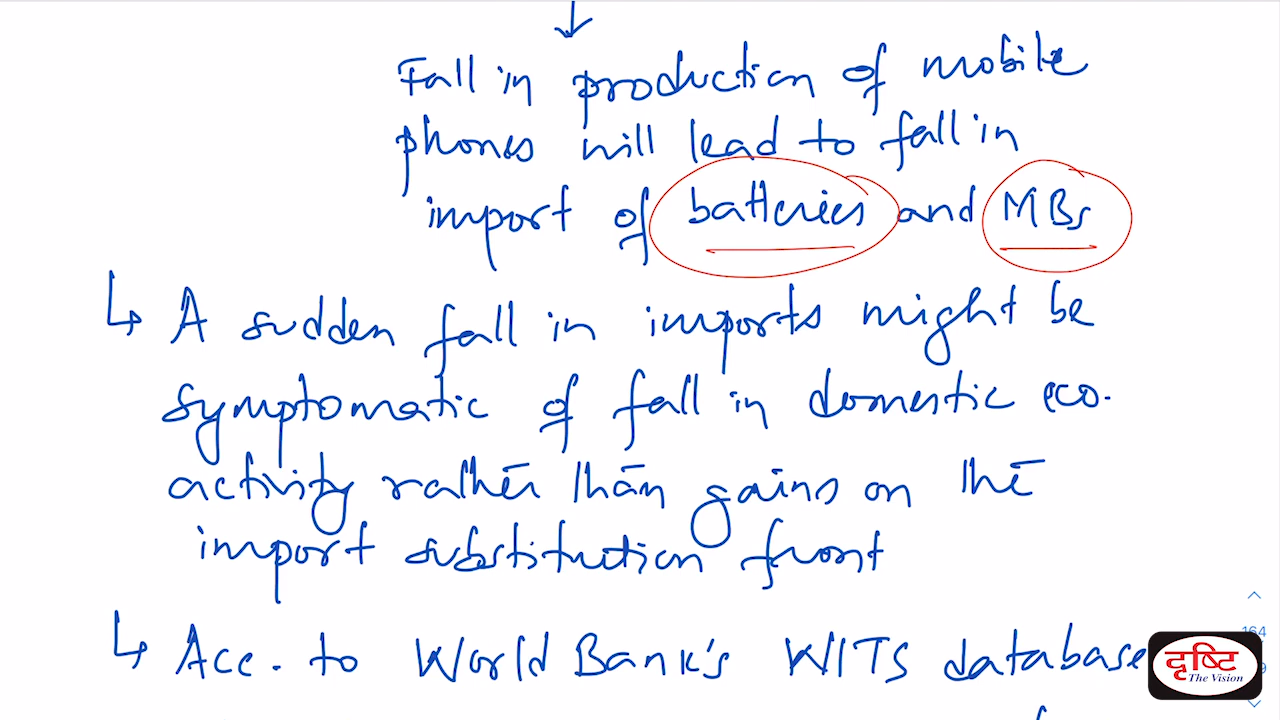 Fall in production of mobile
phones will lead to fall in
import of batteries and MBs
↳ A sudden fall in imports might be
symptomatic of fall in domestic eco.
activity rather than gains on the
import substitution front
↳ Acc. to World Bank's WITS database
164
9
दृष्टि
The Vision